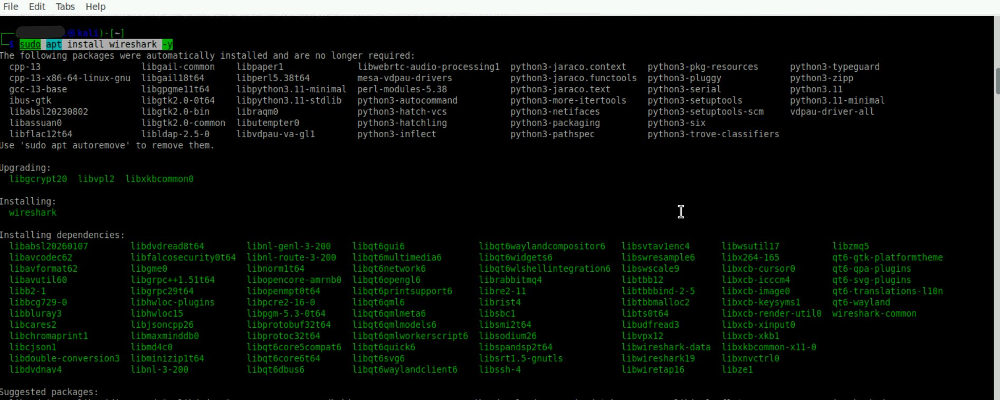 File Edit Tabs Help
㉿kali)-[~]
$ sudo apt install wireshark -y
The following packages were automatically installed and are no longer required:
cpp-13 libgail-common libpaper1 libwebrtc-audio-processing1 python3-jaraco.context python3-pkg-resources python3-typeguard
cpp-13-x86-64-linux-gnu libgail18t64 libperl5.38t64 mesa-vdpau-drivers python3-jaraco.functools python3-pluggy python3-zipp
gcc-13-base libgpgme11t64 libpython3.11-minimal perl-modules-5.38 python3-jaraco.text python3-serial python3.11
ibus-gtk libgtk2.0-0t64 libpython3.11-stdlib python3-autocommand python3-more-itertools python3-setuptools python3.11-minimal
libabsl20230802 libgtk2.0-bin libraqm0 python3-hatch-vcs python3-netifaces python3-setuptools-scm vdpau-driver-all
libassuan0 libgtk2.0-common libutempter0 python3-hatchling python3-packaging python3-six
libflac12t64 libldap-2.5-0 libvdpau-va-gl1 python3-inflect python3-pathspec python3-trove-classifiers
Use 'sudo apt autoremove' to remove them.
Upgrading:
libgcrypt20 libvpl2 libxkbcommon0
Installing:
wireshark
Installing dependencies:
libabsl20260107 libdvdread8t64 libnl-genl-3-200 libqt6gui6 libqt6waylandcompositor6 libsvtav1enc4 libwsutil17 libzmq5
libavcodec62 libfalcosecurity0t64 libnl-route-3-200 libqt6multimedia6 libqt6widgets6 libswresample6 libx264-165 qt6-gtk-platformtheme
libavformat62 libgme0 libnorm1t64 libqt6network6 libqt6wlshellintegration6 libswscale9 libxcb-cursor0 qt6-qpa-plugins
libavutil60 libgrpc++1.51t64 libopencore-amrnb0 libqt6opengl6 librabbitmq4 libtbb12 libxcb-icccm4 qt6-svg-plugins
libb2-1 libgrpc29t64 libopenmpt0t64 libqt6printsupport6 libre2-11 libtbbbind-2-5 libxcb-image0 qt6-translations-l10n
libbcg729-0 libhwloc-plugins libpcre2-16-0 libqt6qml6 librist4 libtbbmalloc2 libxcb-keysyms1 qt6-wayland
libbluray3 libhwloc15 libpgm-5.3-0t64 libqt6qmlmeta6 libsbc1 libts0t64 libxcb-render-util0 wireshark-common
libcares2 libjsoncpp26 libprotobuf32t64 libqt6qmlmodels6 libsmi2t64 libudfread3 libxcb-xinput0
libchromaprint1 libmaxminddb0 libprotoc32t64 libqt6qmlworkerscript6 libsodium26 libvpx12 libxcb-xkb1
libcjson1 libmd4c0 libqt6core5compat6 libqt6quick6 libspandsp2t64 libwireshark-data libxkbcommon-x11-0
libdouble-conversion3 libminizip1t64 libqt6core6t64 libqt6svg6 libsrt1.5-gnutls libwireshark19 libxnvctrl0
libdvdnav4 libnl-3-200 libqt6dbus6 libqt6waylandclient6 libssh-4 libwiretap16 libze1
Suggested packages: